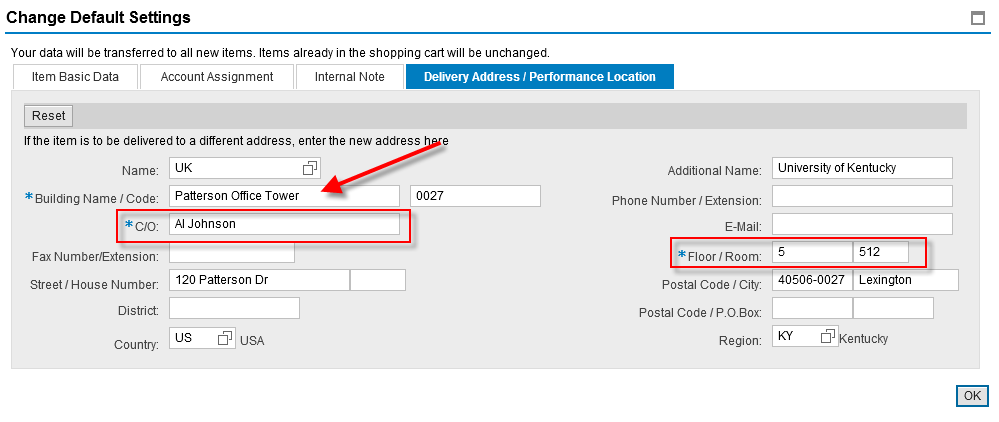 Change Default Settings
Your data will be transferred to all new items. Items already in the shopping cart will be unchanged.
Item Basic Data Account Assignment Internal Note Delivery Address / Performance Location
Reset
If the item is to be delivered to a different address, enter the new address here
Name: UK Additional Name: University of Kentucky
*Building Name / Code: Patterson Office Tower 0027 Phone Number / Extension:
*C/O: Al Johnson E-Mail:
Fax Number/Extension: *Floor / Room: 5 512
Street / House Number: 120 Patterson Dr Postal Code / City: 40506-0027 Lexington
District: Postal Code / P.O.Box:
Country: US USA Region: KY Kentucky
OK